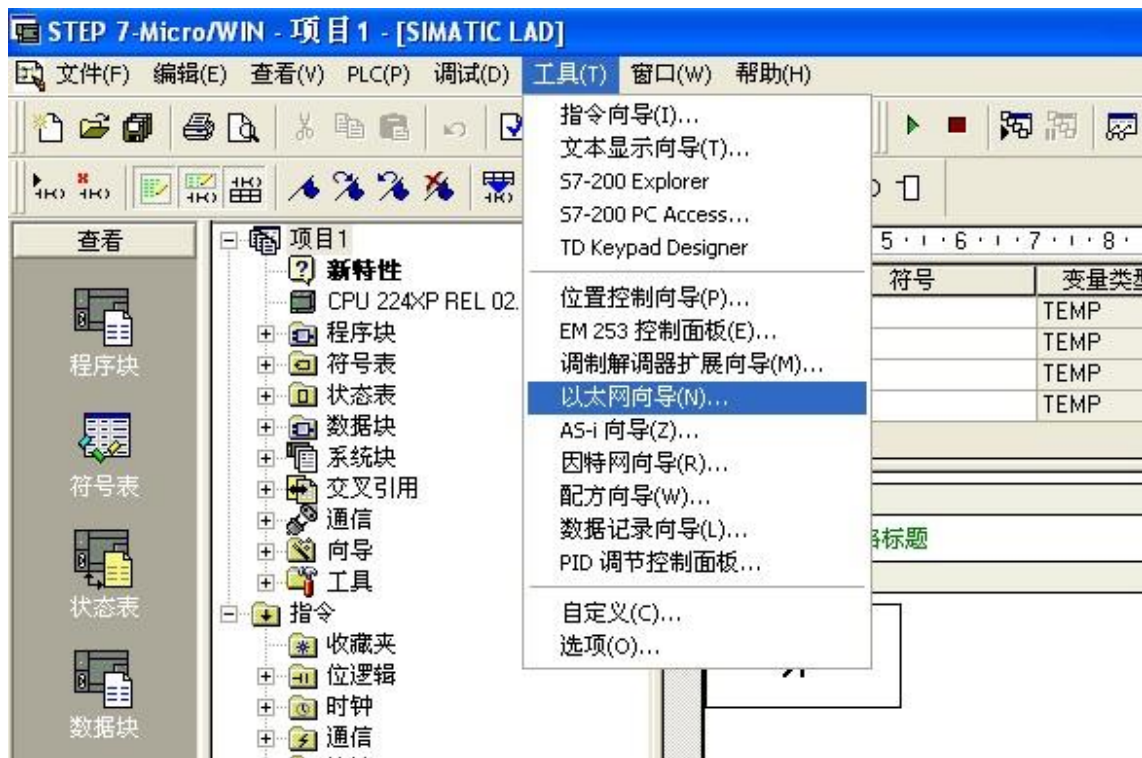 STEP 7-Micro/WIN - 项目1 - [SIMATIC LAD]
文件(F) 编辑(E) 查看(V) PLC(P) 调试(D) 工具(T) 窗口(W) 帮助(H)
指令向导(I)...
文本显示向导(T)...
S7-200 Explorer
S7-200 PC Access...
TD Keypad Designer
位置控制向导(P)...
EM 253 控制面板(E)...
调制解调器扩展向导(M)...
以太网向导(N)...
AS-i 向导(Z)...
因特网向导(R)...
配方向导(W)...
数据记录向导(L)...
PID 调节控制面板...
自定义(C)...
选项(O)...
查看
程序块
符号表
状态表
数据块
项目1
新特性
CPU 224XP REL 02.
程序块
符号表
状态表
数据块
系统块
交叉引用
通信
向导
工具
指令
收藏夹
位逻辑
时钟
通信
5 · ı · 6 · ı · 7 · ı · 8 ·
符号 变量类型
TEMP
TEMP
TEMP
TEMP
标题